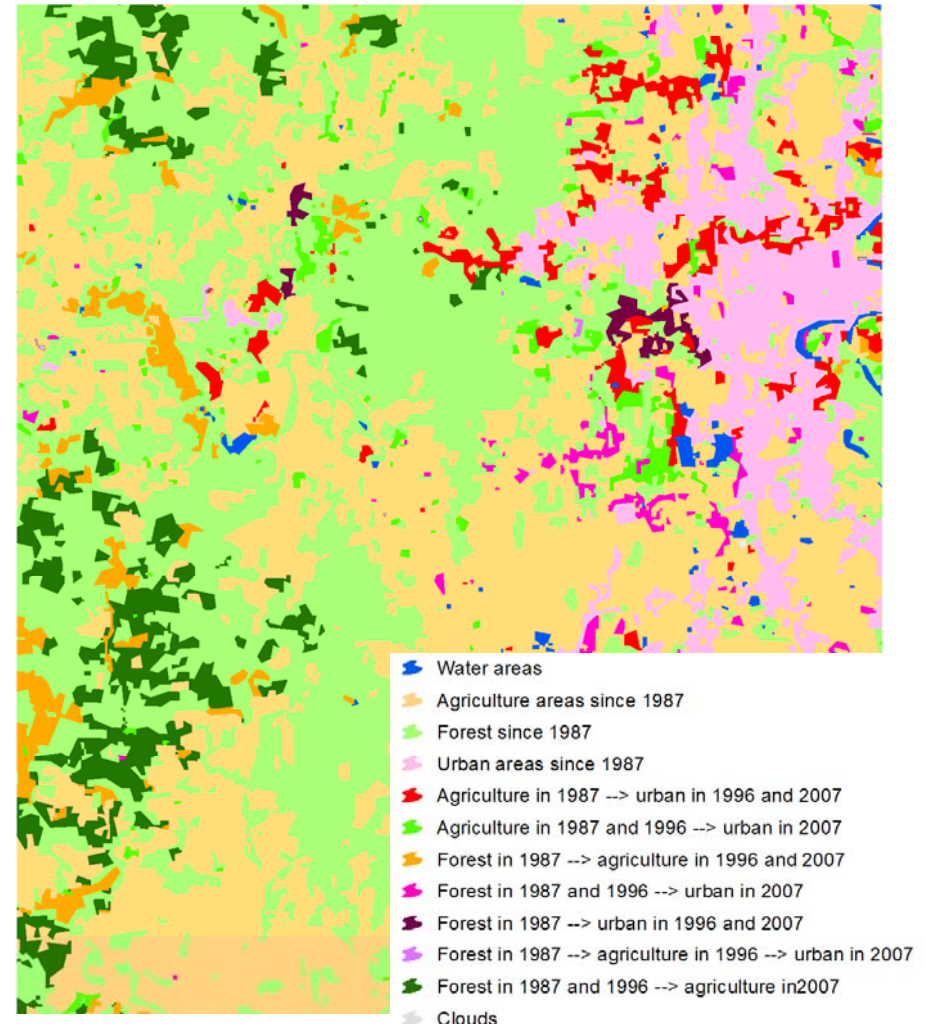 Water areas
Agriculture areas since 1987
Forest since 1987
Urban areas since 1987
Agriculture in 1987 --> urban in 1996 and 2007
Agriculture in 1987 and 1996 --> urban in 2007
Forest in 1987 --> agriculture in 1996 and 2007
Forest in 1987 and 1996 --> urban in 2007
Forest in 1987 --> urban in 1996 and 2007
Forest in 1987 --> agriculture in 1996 --> urban in 2007
Forest in 1987 and 1996 --> agriculture in2007
Clouds